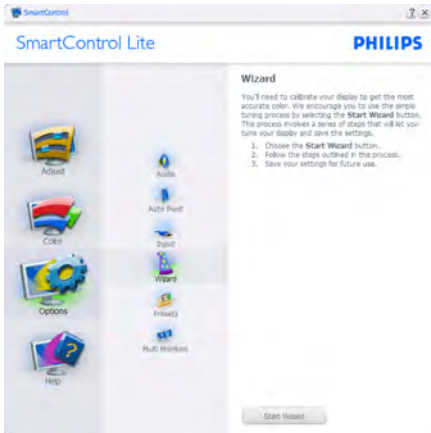 SmartControl
SmartControl Lite
PHILIPS
Wizard
You'll need to calibrate your display to get the most
accurate color. We encourage you to use the simple
tuning process by selecting the Start Wizard button.
This process involves a series of steps that will let you
tune your display and save the settings.
1. Choose the Start Wizard button.
2. Follow the steps outlined in this process.
3. Save your settings for future use.
Adjust
Color
Options
Help
Audio
Auto Pivot
Input
Wizard
Presets
Multi Monitors
Start Wizard